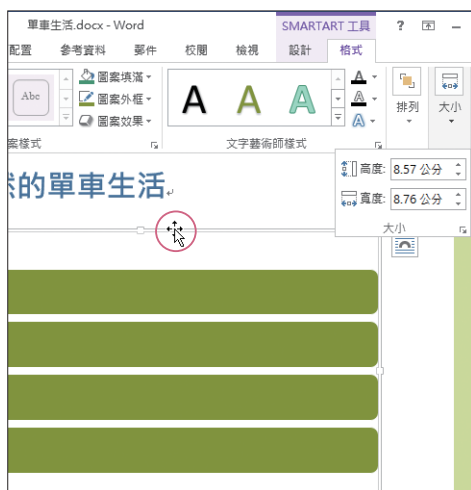 單車生活.docx - Word
SMARTART 工具
?
配置 參考資料 郵件 校閱 檢視 設計 格式
Abc
圖案填滿
圖案外框
圖案效果
A A A
A
A
A
排列
大小
案樣式
文字藝術師樣式
高度: 8.57 公分
寬度: 8.76 公分
大小
的單車生活